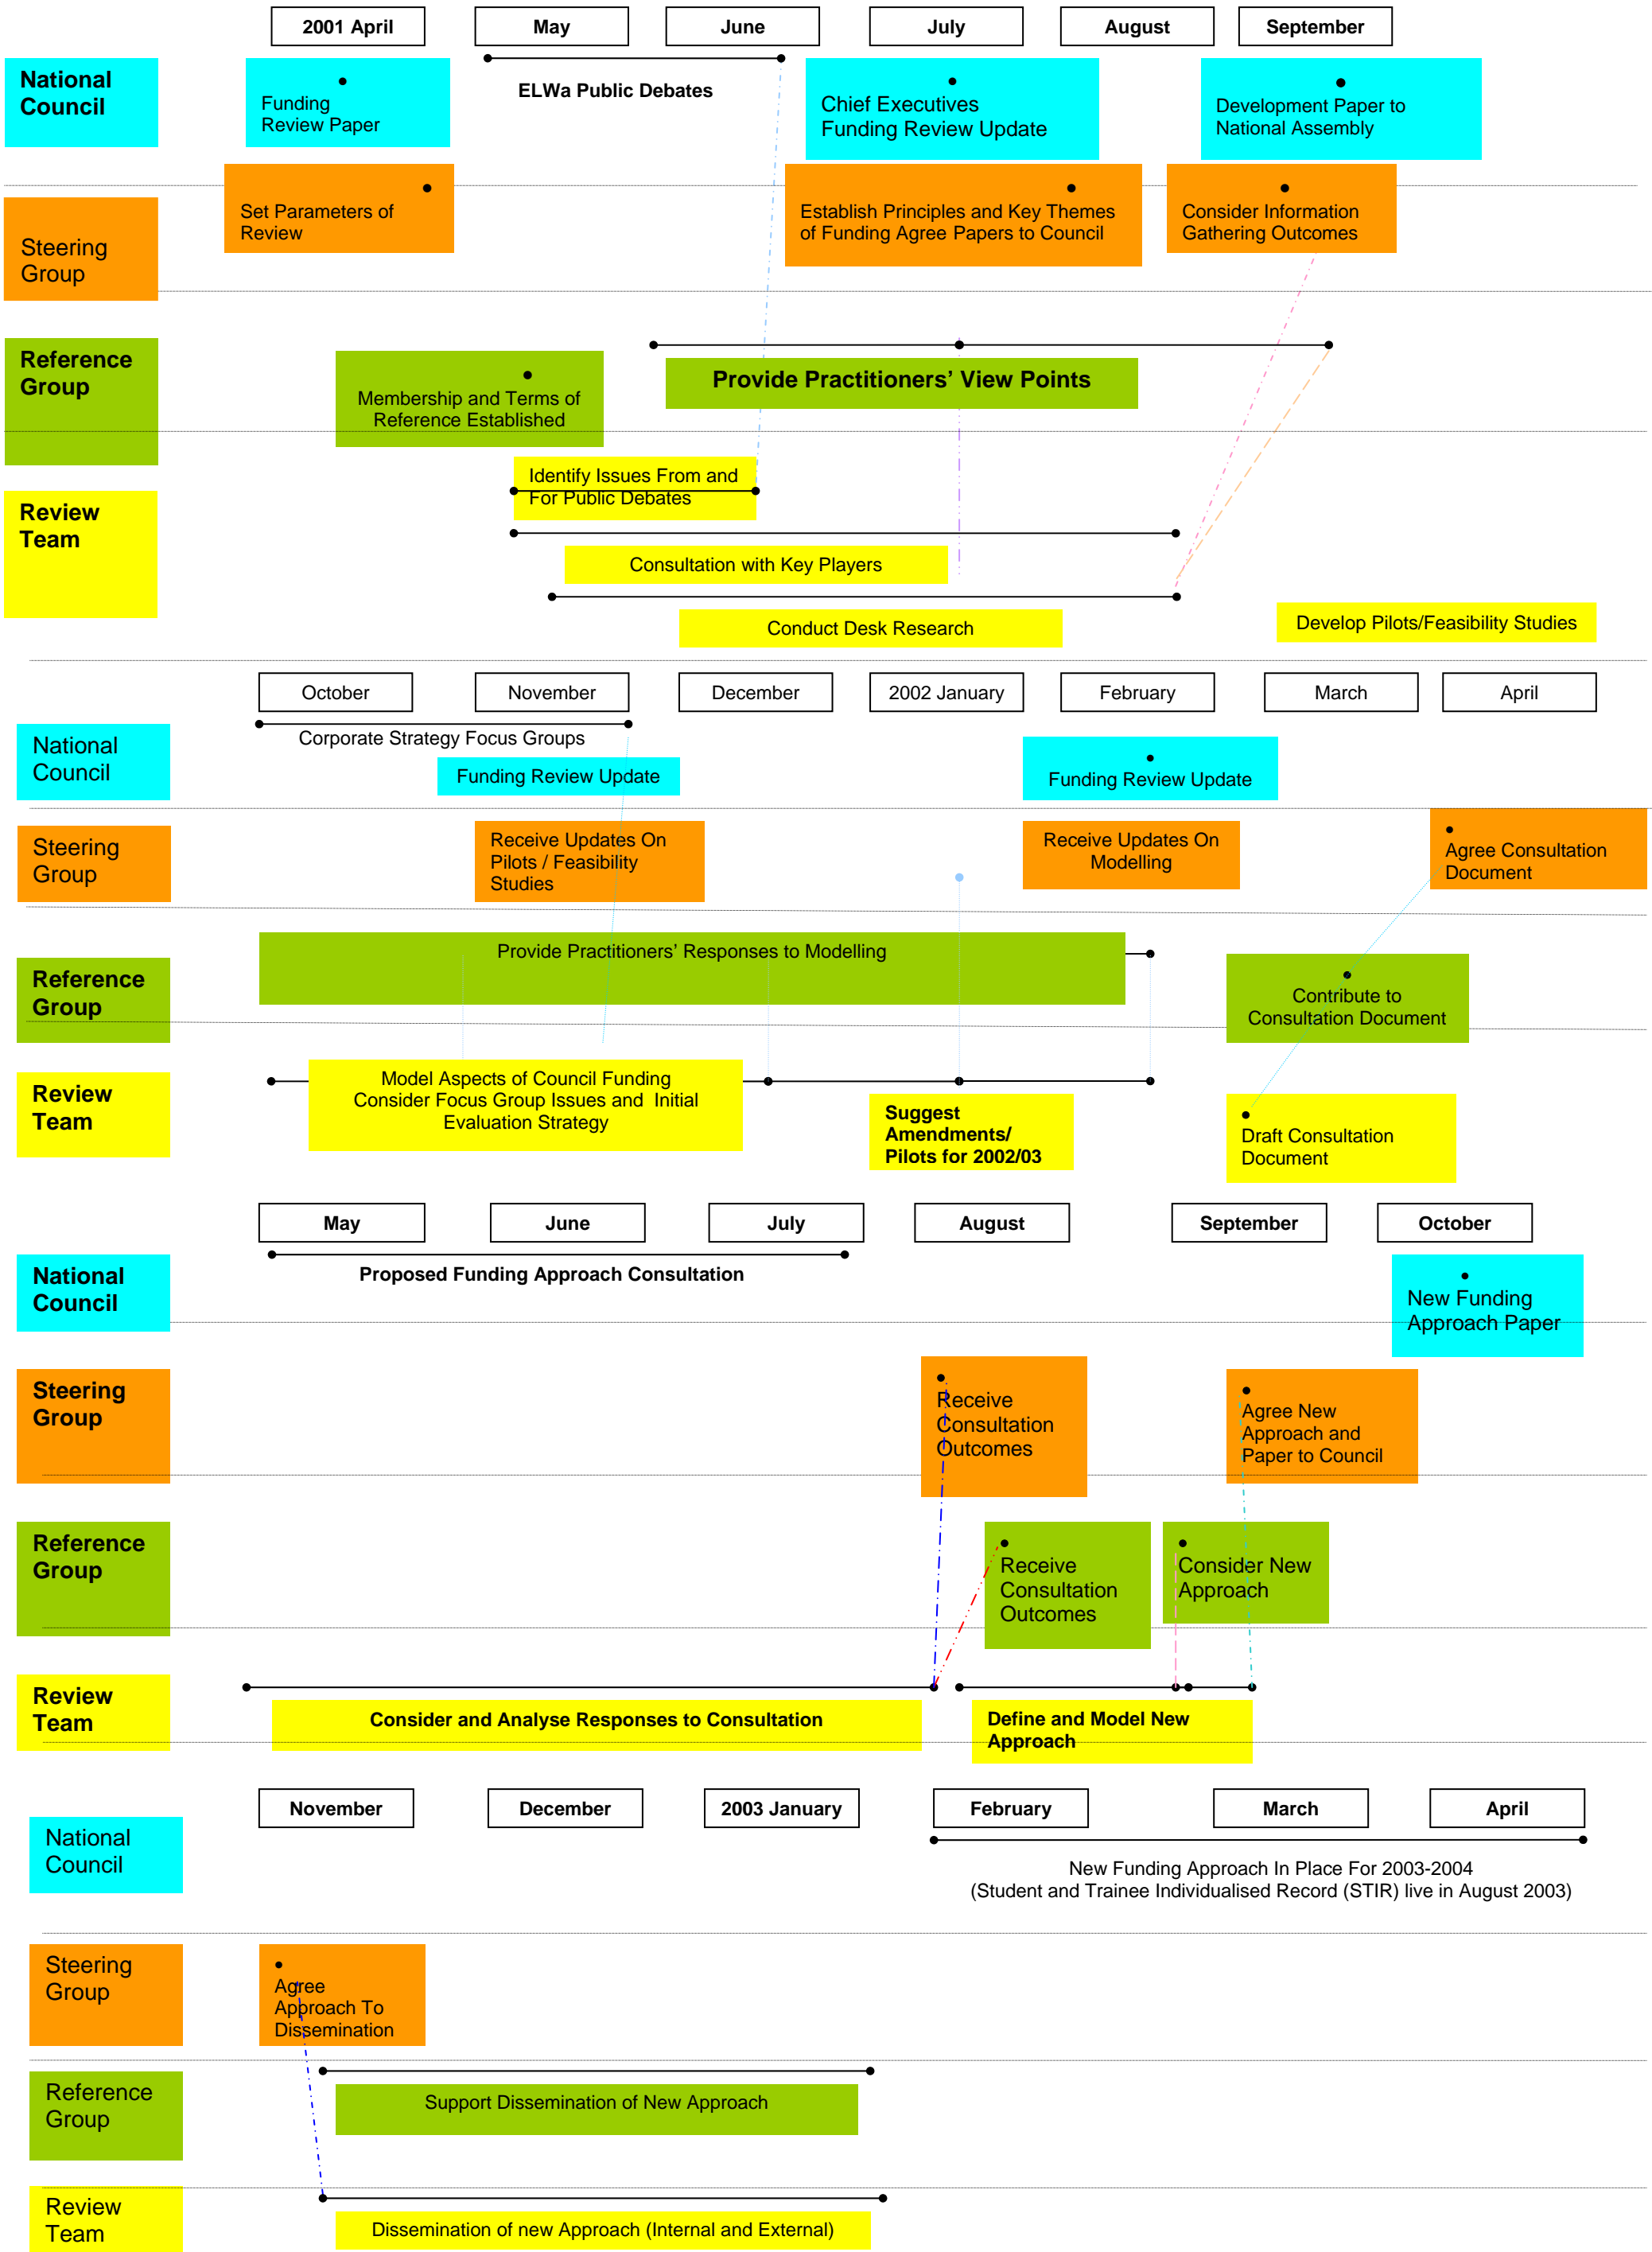 2001 April
May
June
July
August
September
National
Council
Funding
Review Paper
ELWa Public Debates
Chief Executives
Funding Review Update
Development Paper to
National Assembly
Steering
Group
Set Parameters of
Review
Establish Principles and Key Themes
of Funding Agree Papers to Council
Consider Information
Gathering Outcomes
Reference
Group
Membership and Terms of
Reference Established
Provide Practitioners’ View Points
Review
Team
Identify Issues From and
For Public Debates
Consultation with Key Players
Conduct Desk Research
Develop Pilots/Feasibility Studies
October
November
December
2002 January
February
March
April
National
Council
Corporate Strategy Focus Groups
Funding Review Update
Funding Review Update
Steering
Group
Receive Updates On
Pilots / Feasibility
Studies
Receive Updates On
Modelling
Agree Consultation
Document
Reference
Group
Provide Practitioners’ Responses to Modelling
Contribute to
Consultation Document
Review
Team
Model Aspects of Council Funding
Consider Focus Group Issues and  Initial
Evaluation Strategy
Suggest
Amendments/
Pilots for 2002/03
Draft Consultation
Document
May
June
July
August
September
October
National
Council
Proposed Funding Approach Consultation
New Funding
Approach Paper
Steering
Group
Receive
Consultation
Outcomes
Agree New
Approach and
Paper to Council
Reference
Group
Receive
Consultation
Outcomes
Consider New
Approach
Review
Team
Consider and Analyse Responses to Consultation
Define and Model New
Approach
November
December
2003 January
February
March
April
National
Council
New Funding Approach In Place For 2003-2004
(Student and Trainee Individualised Record (STIR) live in August 2003)
Steering
Group
Agree
Approach To
Dissemination
Reference
Group
Support Dissemination of New Approach
Review
Team
Dissemination of new Approach (Internal and External)